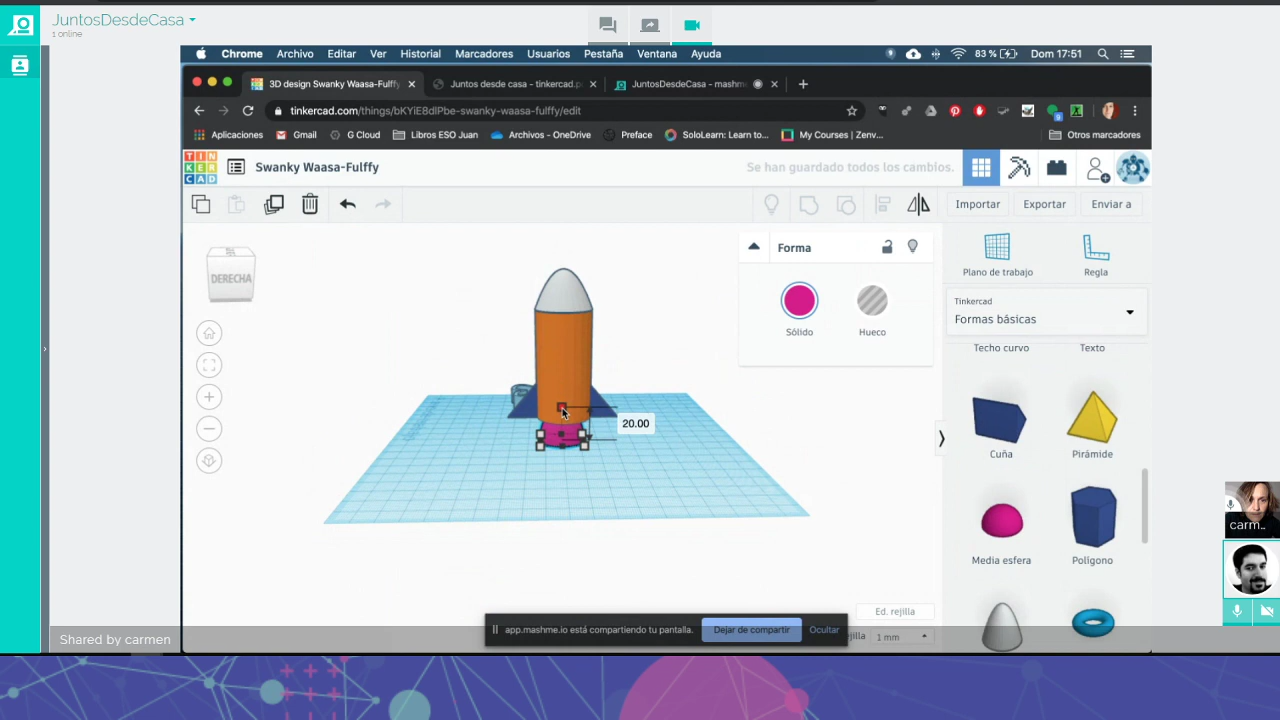 JuntosDesdeCasa
1 online
Chrome Archivo Editar Ver Historial Marcadores Usuarios Pestaña Ventana Ayuda 83 % Dom 17:51
3D design Swanky Waasa-Fulffy Juntos desde casa - tinkercad.p JuntosDesdeCasa - mashme
tinkercad.com/things/bKYiE8dlPbe-swanky-waasa-fulffy/edit
Aplicaciones Gmail G Cloud Libros ESO Juan Archivos - OneDrive Preface SoloLearn: Learn to... My Courses | Zenv... Otros marcadores
TIN
KER
CAD
Swanky Waasa-Fulffy
Se han guardado todos los cambios.
Importar Exportar Enviar a
DERECHA
Forma
Sólido Hueco
Plano de trabajo Regla
Tinkercad
Formas básicas
Techo curvo Texto
20.00
Cuña Pirámide
Media esfera Polígono
Ed. rejilla
1 mm
app.mashme.io está compartiendo tu pantalla. Dejar de compartir Ocultar
Shared by carmen
carm...